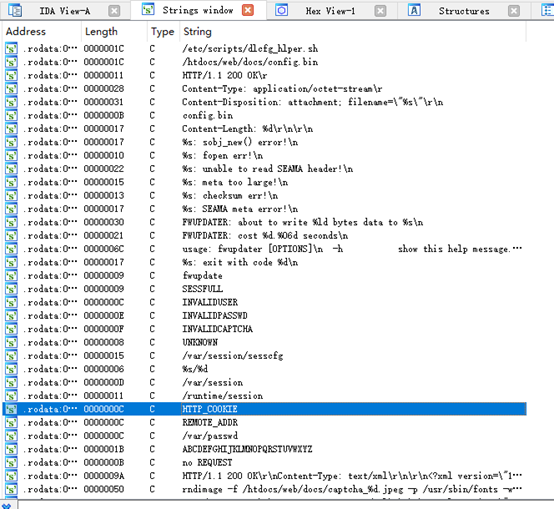 IDA View-A Strings window Hex View-1 Structures
Address Length Type String
.rodata:0… 0000001C C /etc/scripts/dlcfg_hlper.sh
.rodata:0… 0000001C C /htdocs/web/docs/config.bin
.rodata:0… 00000011 C HTTP/1.1 200 OK\r
.rodata:0… 00000028 C Content-Type: application/octet-stream\r
.rodata:0… 00000031 C Content-Disposition: attachment; filename=\"%s\"\r\n
.rodata:0… 0000000B C config.bin
.rodata:0… 00000017 C Content-Length: %d\r\n\r\n
.rodata:0… 00000017 C %s: sobj_new() error!\n
.rodata:0… 00000010 C %s: fopen err!\n
.rodata:0… 00000022 C %s: unable to read SEAMA header!\n
.rodata:0… 00000015 C %s: meta too large!\n
.rodata:0… 00000013 C %s: checksum err!\n
.rodata:0… 00000017 C %s: SEAMA meta error!\n
.rodata:0… 00000030 C FWUPDATER: about to write %ld bytes data to %s\n
.rodata:0… 00000021 C FWUPDATER: cost %d.%06d seconds\n
.rodata:0… 0000006C C usage: fwupdater [OPTIONS]\n -h show this help message.…
.rodata:0… 00000017 C %s: exit with code %d\n
.rodata:0… 00000009 C fwupdate
.rodata:0… 00000009 C SESSFULL
.rodata:0… 0000000C C INVALIDUSER
.rodata:0… 0000000E C INVALIDPASSWD
.rodata:0… 0000000F C INVALIDCAPTCHA
.rodata:0… 00000008 C UNKNOWN
.rodata:0… 00000015 C /var/session/sesscfg
.rodata:0… 00000006 C %s/%d
.rodata:0… 0000000D C /var/session
.rodata:0… 00000011 C /runtime/session
.rodata:0… 0000000C C HTTP_COOKIE
.rodata:0… 0000000C C REMOTE_ADDR
.rodata:0… 0000000C C /var/passwd
.rodata:0… 0000001B C ABCDEFGHIJKLMNOPQRSTUVWXYZ
.rodata:0… 0000000B C no REQUEST
.rodata:0… 0000009A C HTTP/1.1 200 OK\r\nContent-Type: text/xml\r\n\r\n<?xml version=\"1…
.rodata:0… 00000050 C rndimage -f /htdocs/web/docs/captcha_%d.jpeg -p /usr/sbin/fonts -w…